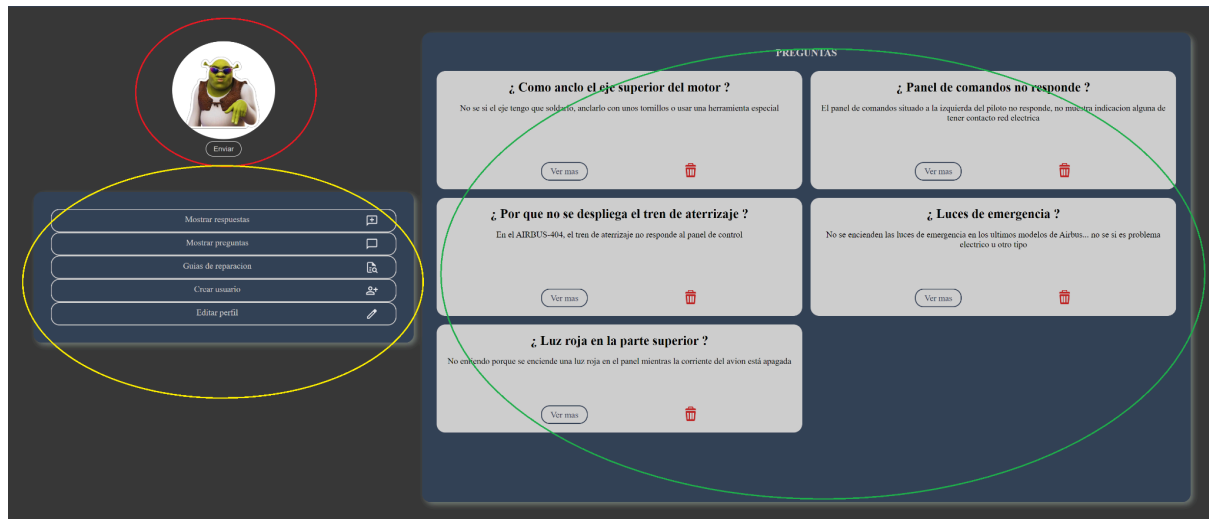 Enviar
Mostrar respuestas
Mostrar preguntas
Guias de reparacion
Crear usuario
Editar perfil
PREGUNTAS
¿ Como anclo el eje superior del motor ?
No se si el eje tengo que soldarlo, anclarlo con unos tornillos o usar una herramienta especial
Ver mas
¿ Panel de comandos no responde ?
El panel de comandos situado a la izquierda del piloto no responde, no muestra indicacion alguna de
tener contacto red electrica
Ver mas
¿ Por que no se despliega el tren de aterrizaje ?
En el AIRBUS-404, el tren de aterrizaje no responde al panel de control
Ver mas
¿ Luces de emergencia ?
No se encienden las luces de emergencia en los ultimos modelos de Airbus... no se si es problema
electrico u otro tipo
Ver mas
¿ Luz roja en la parte superior ?
No entiendo porque se enciende una luz roja en el panel mientras la corriente del avion está apagada
Ver mas